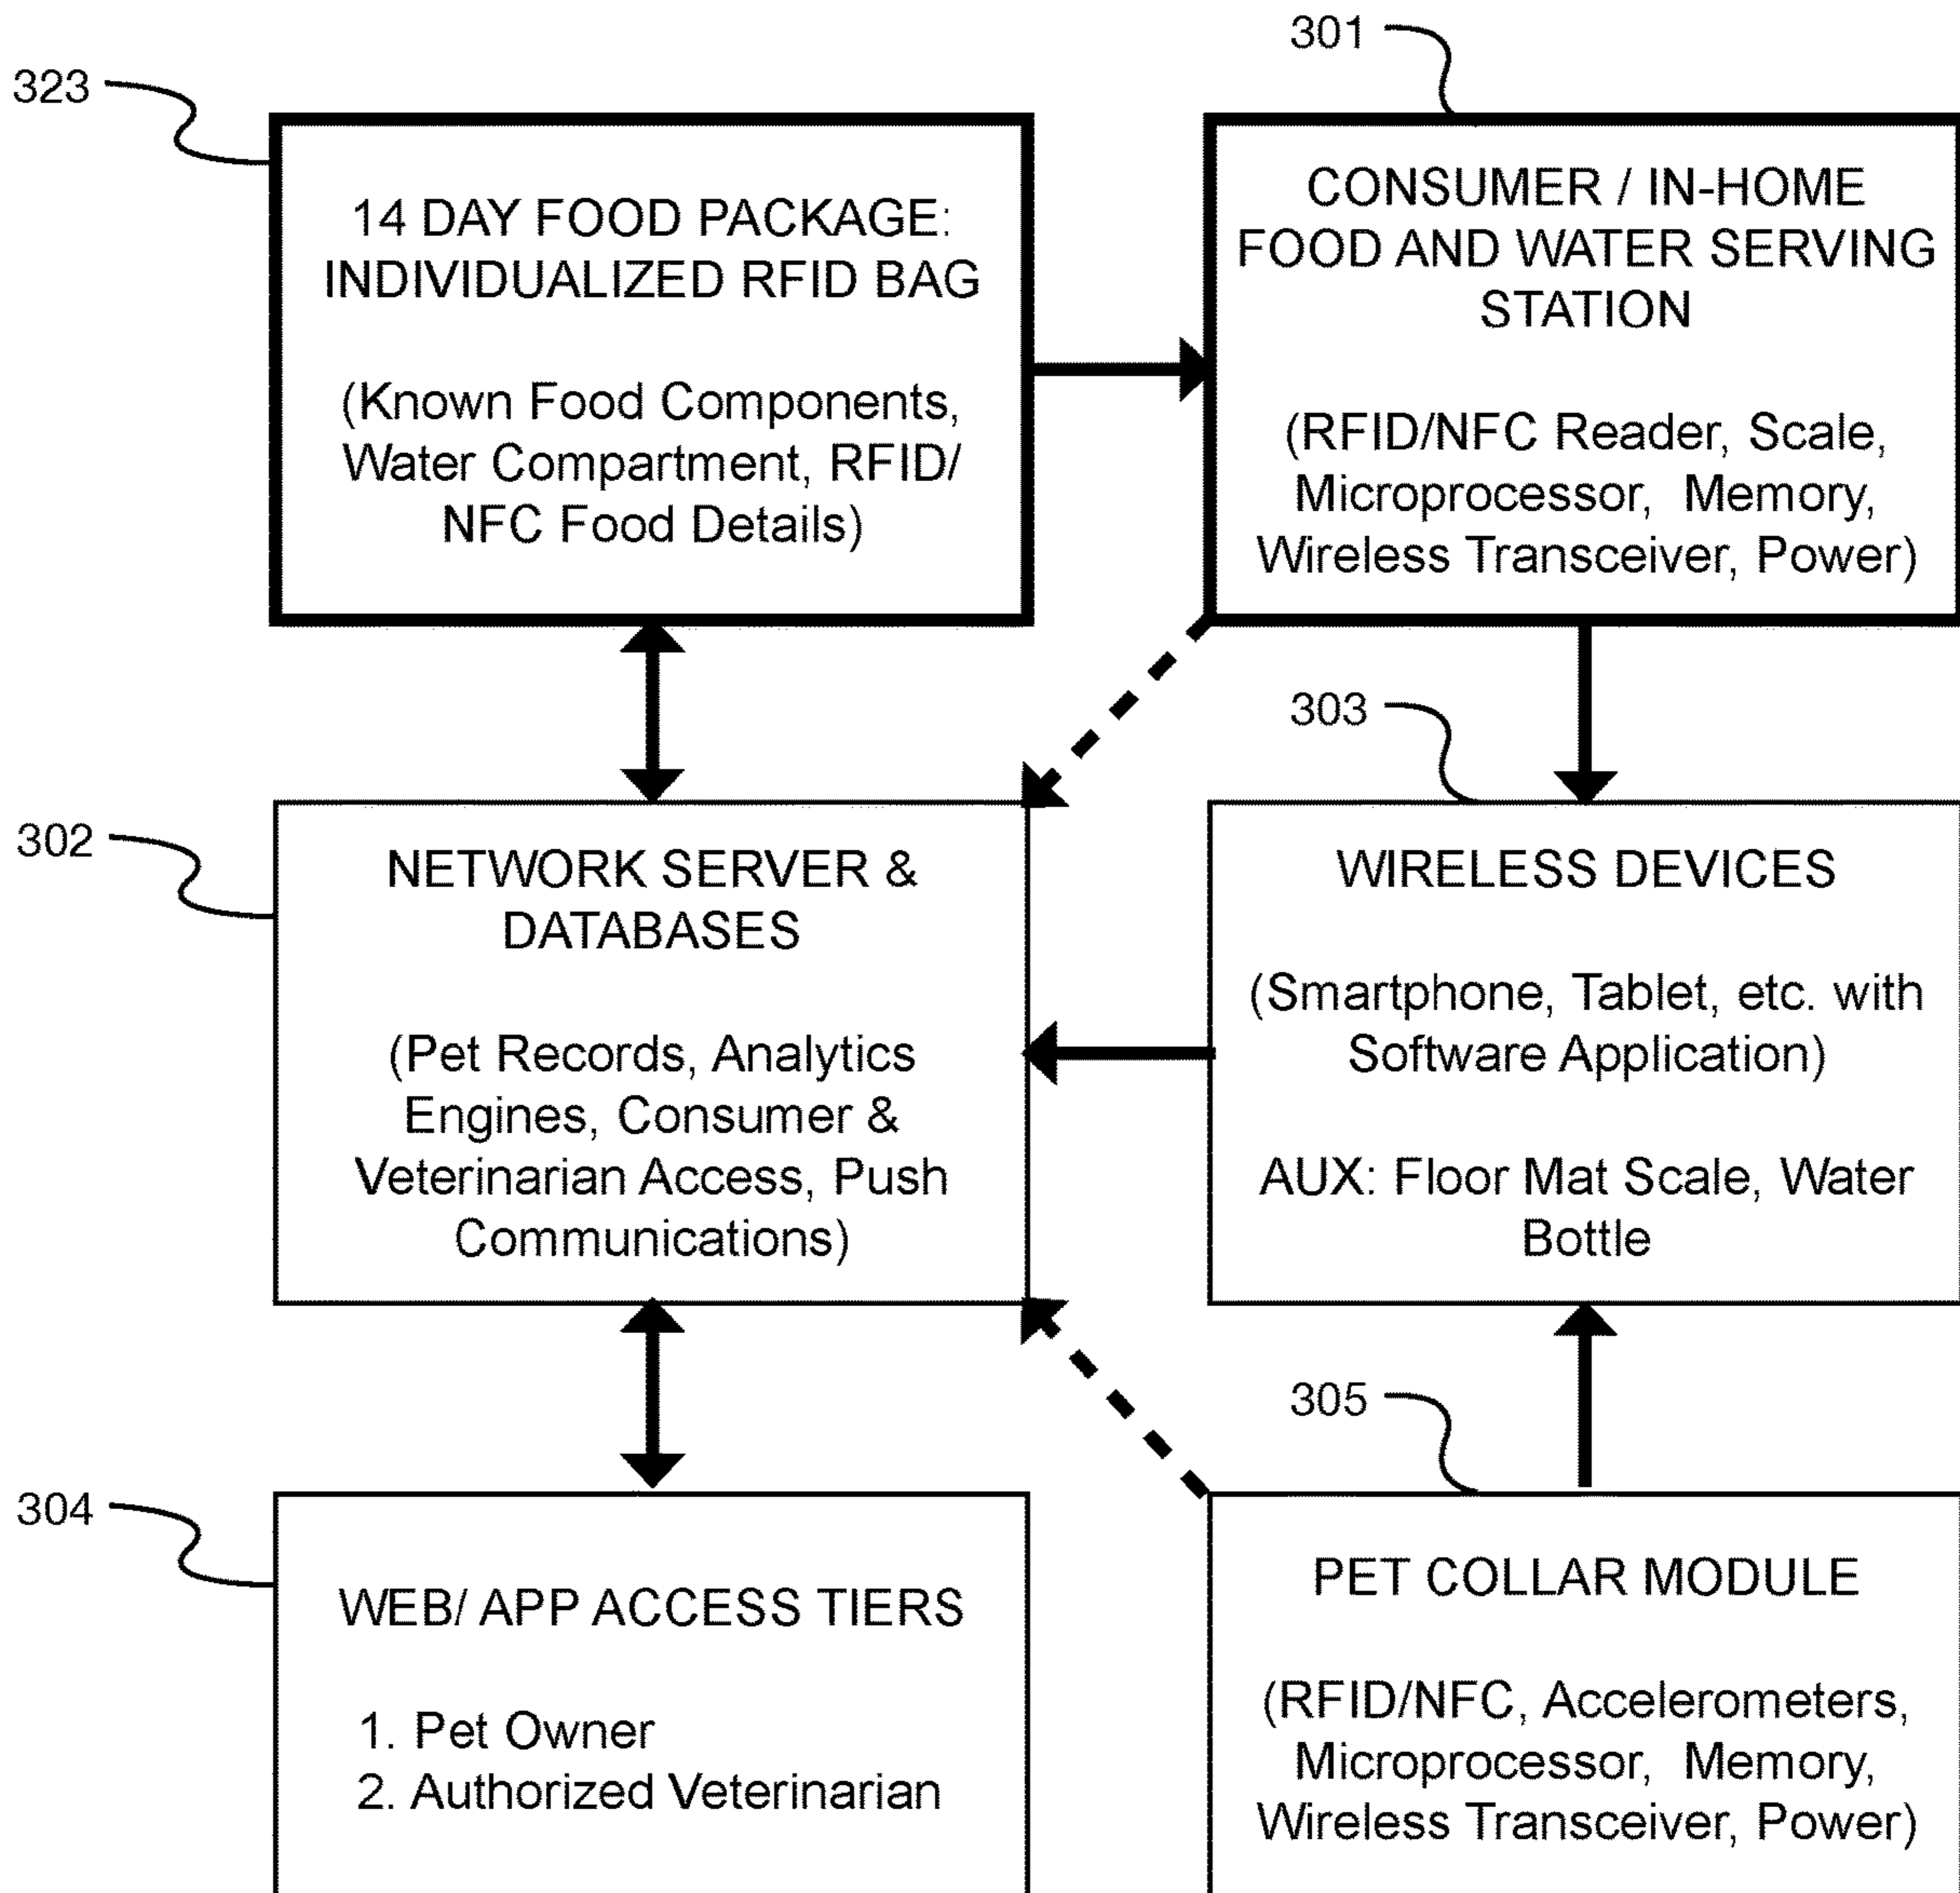 323
14 DAY FOOD PACKAGE:
INDIVIDUALIZED RFID BAG
(Known Food Components,
Water Compartment, RFID/
NFC Food Details)
301
CONSUMER / IN-HOME
FOOD AND WATER SERVING
STATION
(RFID/NFC Reader, Scale,
Microprocessor, Memory,
Wireless Transceiver, Power)
302
NETWORK SERVER &
DATABASES
(Pet Records, Analytics
Engines, Consumer &
Veterinarian Access, Push
Communications)
303
WIRELESS DEVICES
(Smartphone, Tablet, etc. with
Software Application)
AUX: Floor Mat Scale, Water
Bottle
304
WEB/ APP ACCESS TIERS
1. Pet Owner
2. Authorized Veterinarian
305
PET COLLAR MODULE
(RFID/NFC, Accelerometers,
Microprocessor, Memory,
Wireless Transceiver, Power)